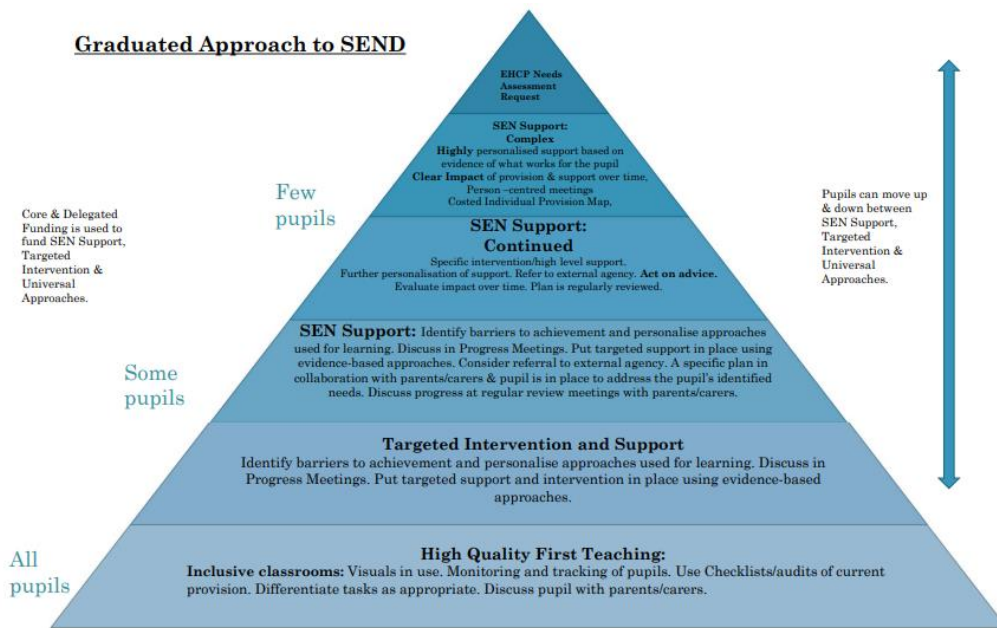 Graduated Approach to SEND
EHCP Needs
Assessment
Request
SEN Support:
Complex
Highly personalised support based on
evidence of what works for the pupil
Clear Impact of provision & support over time,
Person –centred meetings
Costed Individual Provision Map,
Few
pupils
Core & Delegated
Funding is used to
fund SEN Support,
Targeted
Intervention &
Universal
Approaches.
Pupils can move up
& down between
SEN Support,
Targeted
Intervention &
Universal
Approaches.
SEN Support:
Continued
Specific intervention/high level support.
Further personalisation of support. Refer to external agency. Act on advice.
Evaluate impact over time. Plan is regularly reviewed.
SEN Support: Identify barriers to achievement and personalise approaches
used for learning. Discuss in Progress Meetings. Put targeted support in place using
evidence-based approaches. Consider referral to external agency. A specific plan in
collaboration with parents/carers & pupil is in place to address the pupil's identified
needs. Discuss progress at regular review meetings with parents/carers.
Some
pupils
Targeted Intervention and Support
Identify barriers to achievement and personalise approaches used for learning. Discuss in
Progress Meetings. Put targeted support and intervention in place using evidence-based
approaches.
All
pupils
High Quality First Teaching:
Inclusive classrooms: Visuals in use. Monitoring and tracking of pupils. Use Checklists/audits of current
provision. Differentiate tasks as appropriate. Discuss pupil with parents/carers.